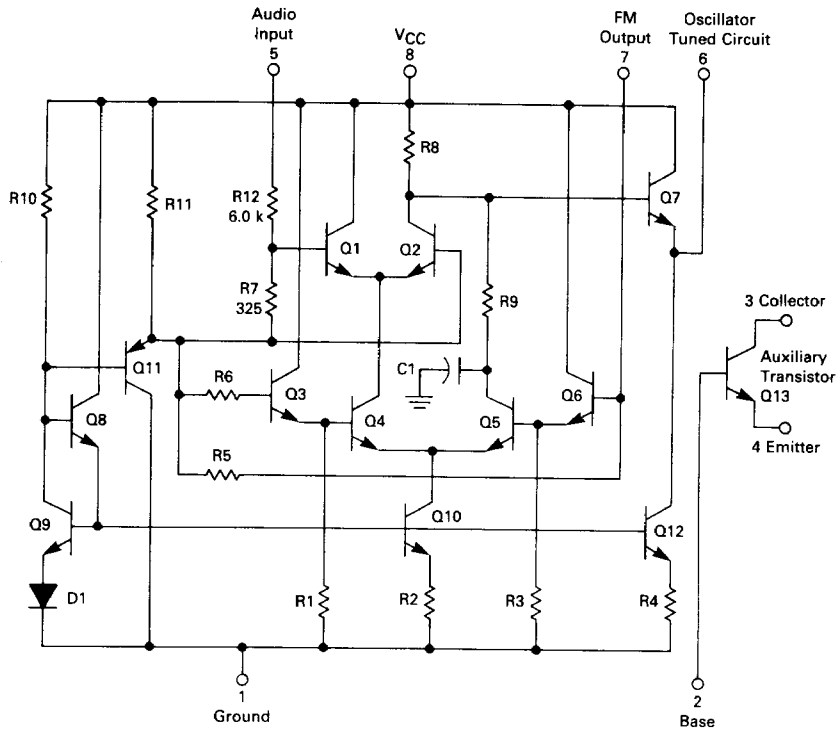 Audio
Input
5
VCC
8
FM
Output
7
Oscillator
Tuned Circuit
6
R10
R11
R12
6.0 k
R8
Q7
Q1
Q2
R7
325
R9
3 Collector
Q11
C1
Auxiliary
Transistor
Q13
R6
Q3
Q4
Q5
Q6
Q8
4 Emitter
R5
Q9
Q10
Q12
D1
R1
R2
R3
R4
1
Ground
2
Base